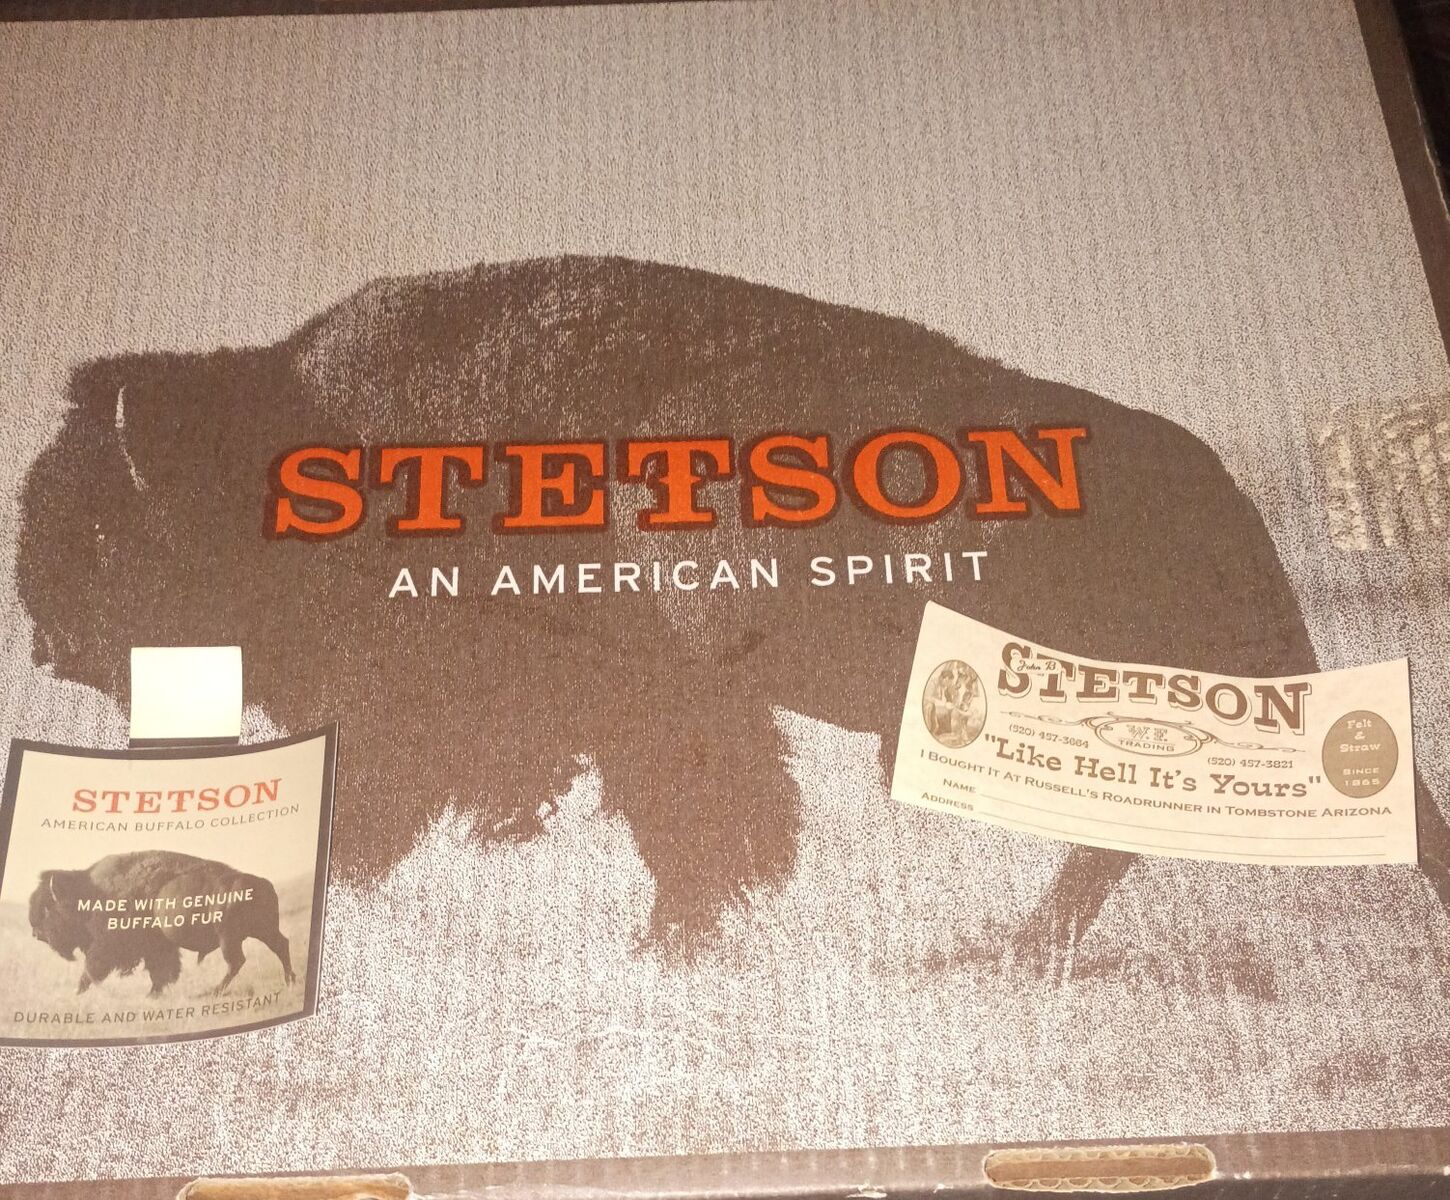 STETSON
AN AMERICAN SPIRIT
STETSON
AMERICAN BUFFALO COLLECTION
MADE WITH GENUINE
BUFFALO FUR
DURABLE AND WATER RESISTANT
John B.
STETSON
(520) 457-3664
W.E.
TRADING
(520) 457-3821
"Like Hell It's Yours"
I Bought It At Russell's Roadrunner in Tombstone Arizona
Name
Address
Felt
&
Straw
Since
1865